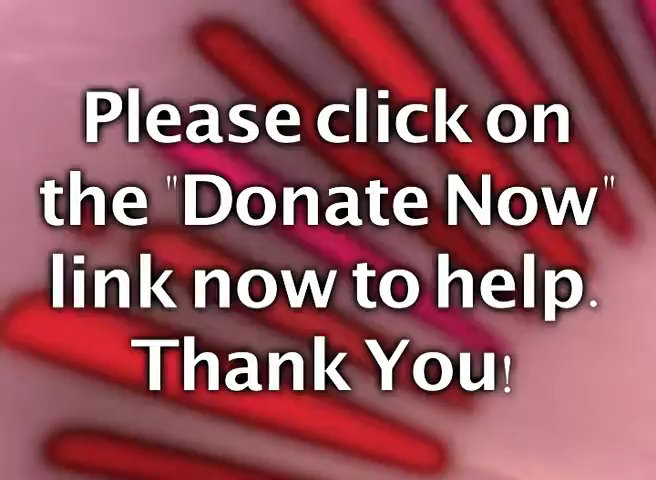 Please click on
the "Donate Now"
link now to help.
Thank You!